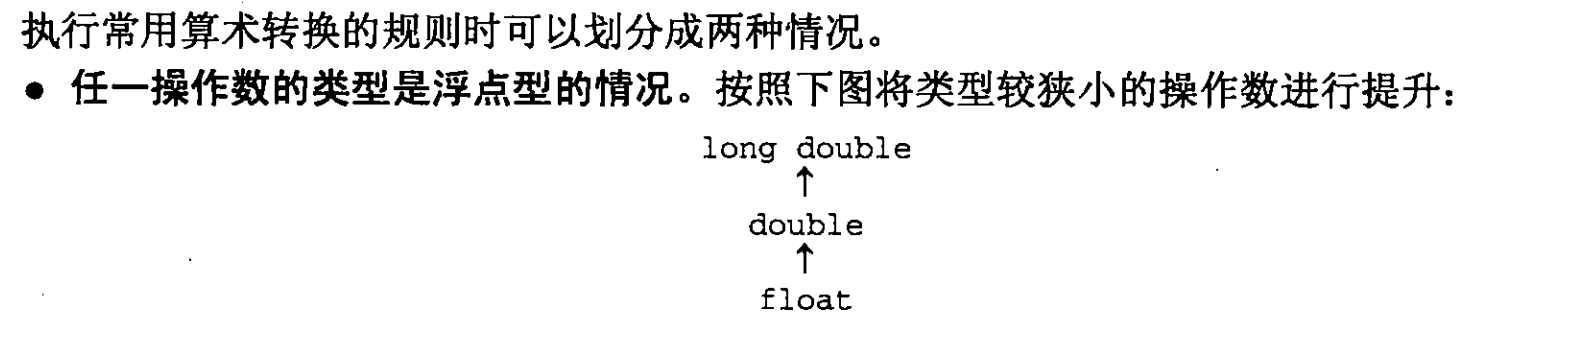 执行常用算术转换的规则时可以划分成两种情况。
● 任一操作数的类型是浮点型的情况。按照下图将类型较狭小的操作数进行提升：
long double
↑
double
↑
float